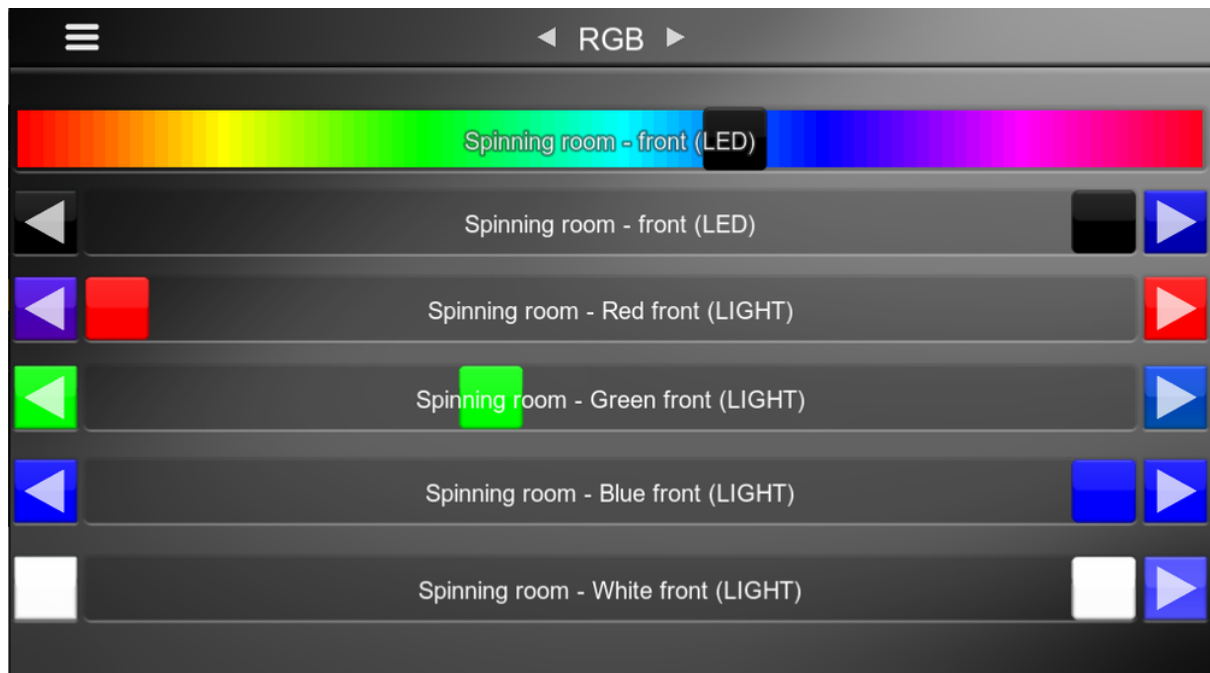 RGB
Spinning room - front (LED)
Spinning room - front (LED)
Spinning room - Red front (LIGHT)
Spinning room - Green front (LIGHT)
Spinning room - Blue front (LIGHT)
Spinning room - White front (LIGHT)